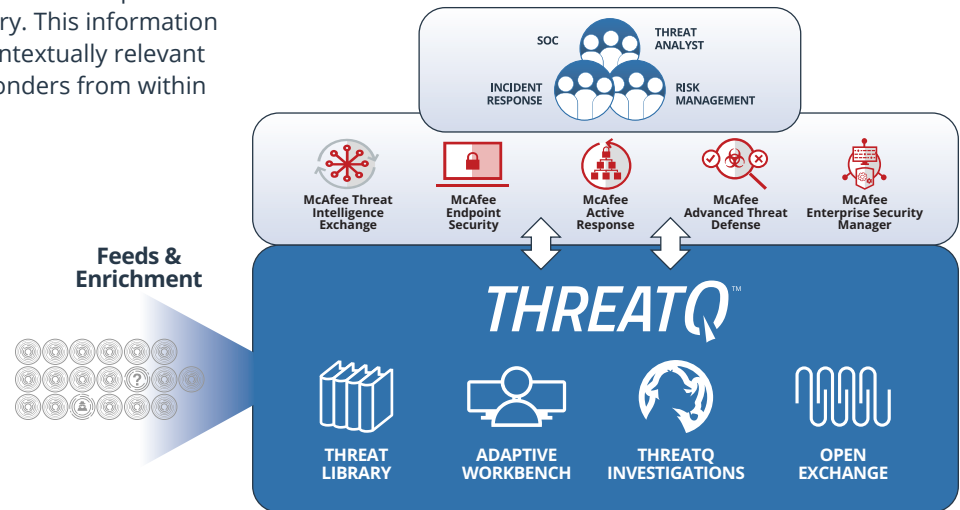 ry. This information
ntextually relevant
onders from within
SOC
THREAT
ANALYST
INCIDENT
RESPONSE
RISK
MANAGEMENT
McAfee Threat
Intelligence
Exchange
McAfee
Endpoint
Security
McAfee
Active
Response
McAfee
Advanced Threat
Defense
McAfee
Enterprise Security
Manager
Feeds &
Enrichment
THREATQ™
?
THREAT
LIBRARY
ADAPTIVE
WORKBENCH
THREATQ
INVESTIGATIONS
OPEN
EXCHANGE